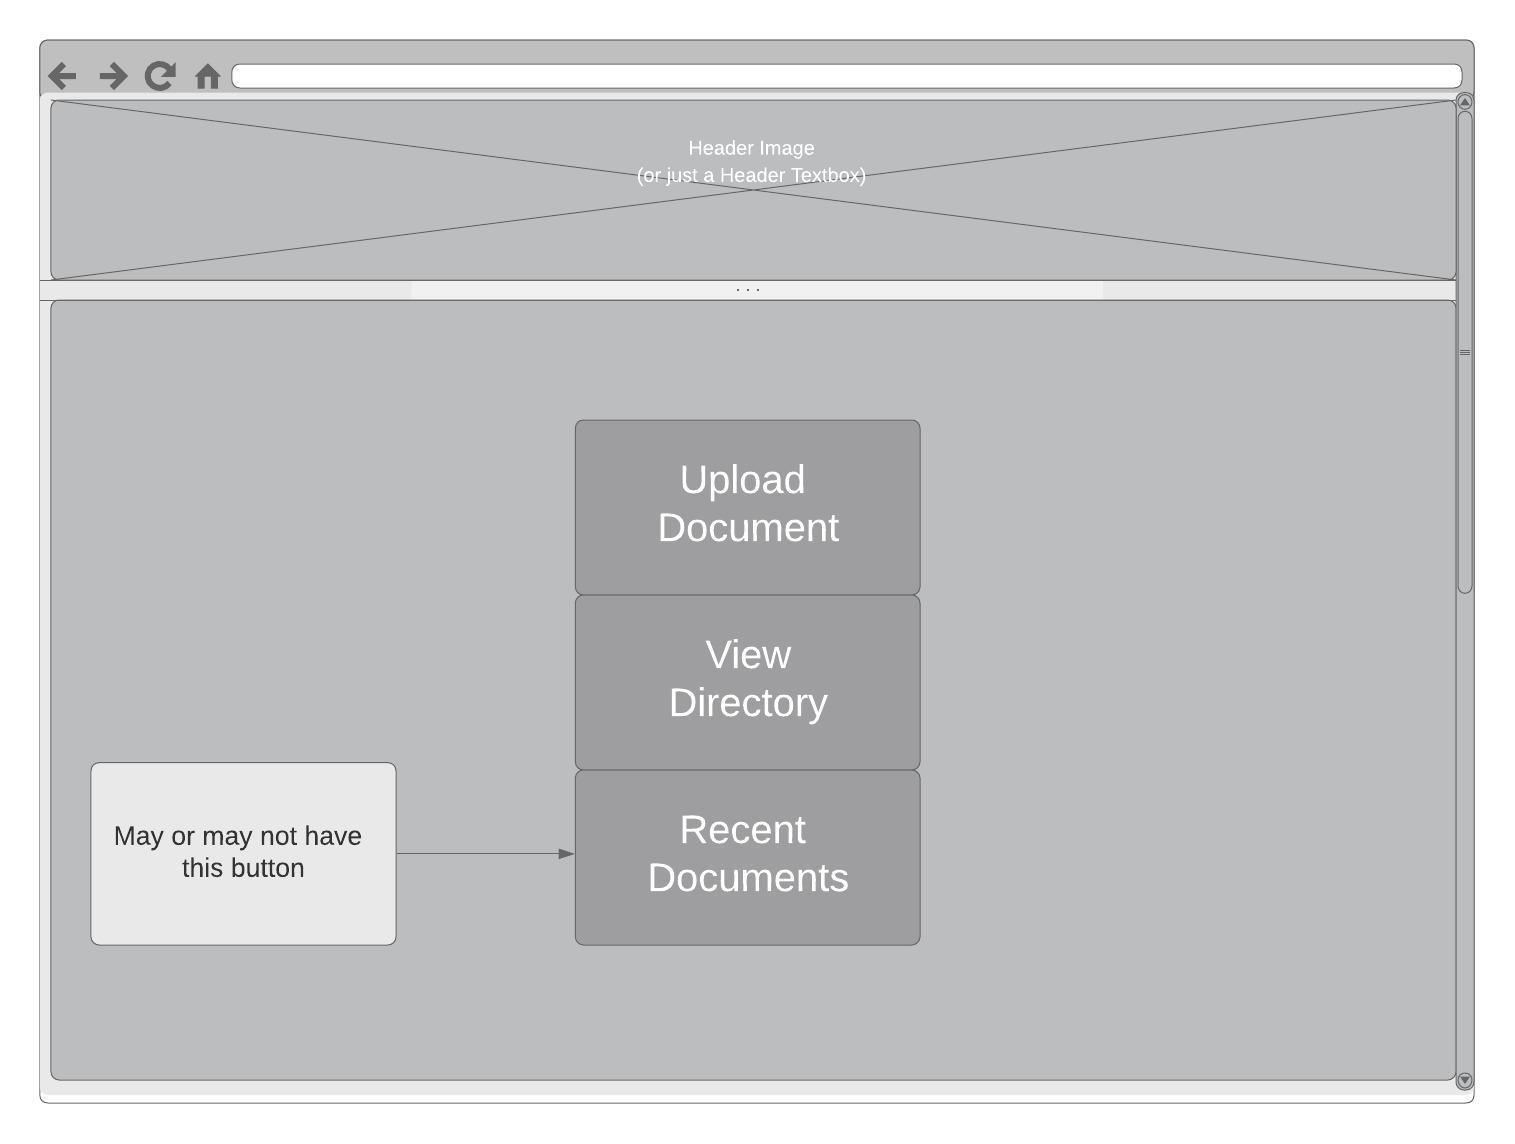 Header Image
(or just a Header Textbox)
...
Upload
Document
View
Directory
May or may not have
this button
Recent
Documents